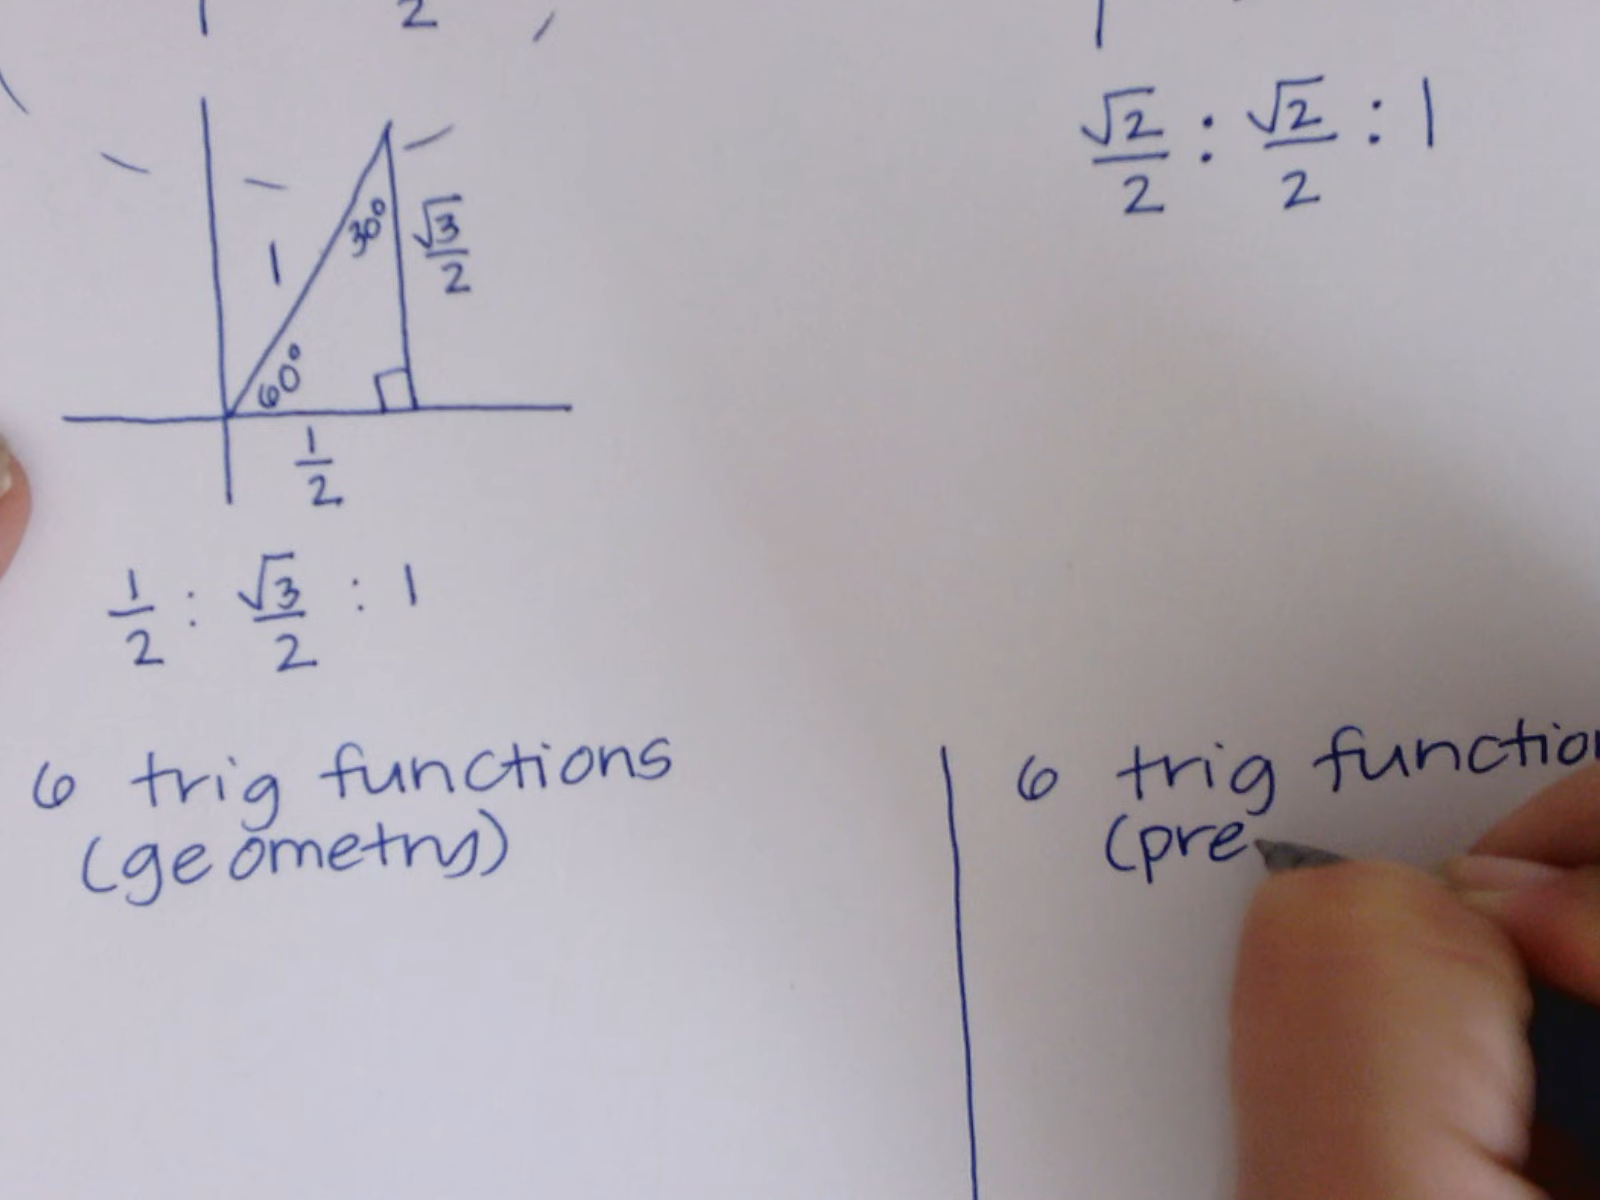 2
√2/2 : √2/2 : 1
30°
√3/2
1
60°
1/2
1/2 : √3/2 : 1
6 trig functions
(geometry)
6 trig functio
(pre